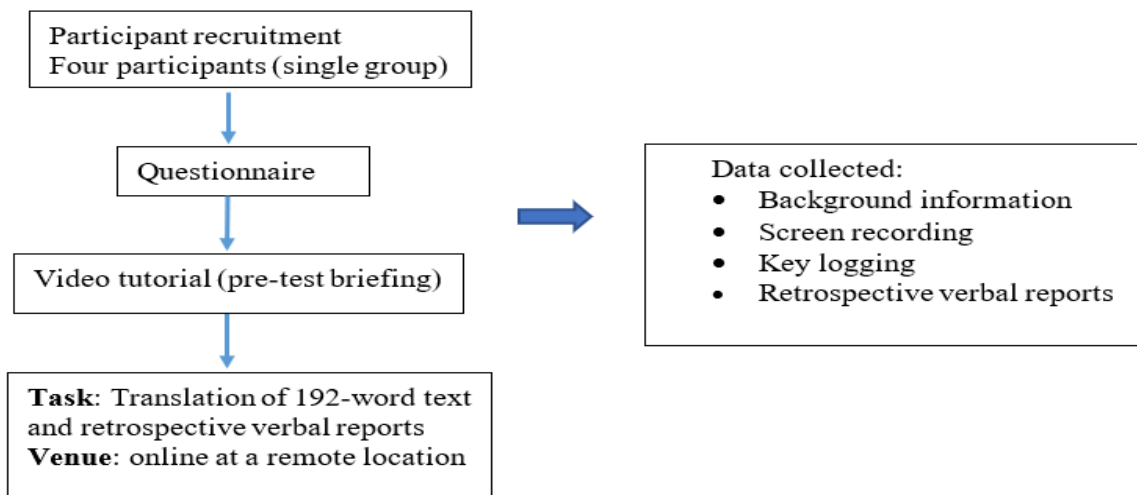 Participant recruitment
Four participants (single group)
Questionnaire
Video tutorial (pre-test briefing)
Task: Translation of 192-word text
and retrospective verbal reports
Venue: online at a remote location
Data collected:
• Background information
• Screen recording
• Key logging
• Retrospective verbal reports